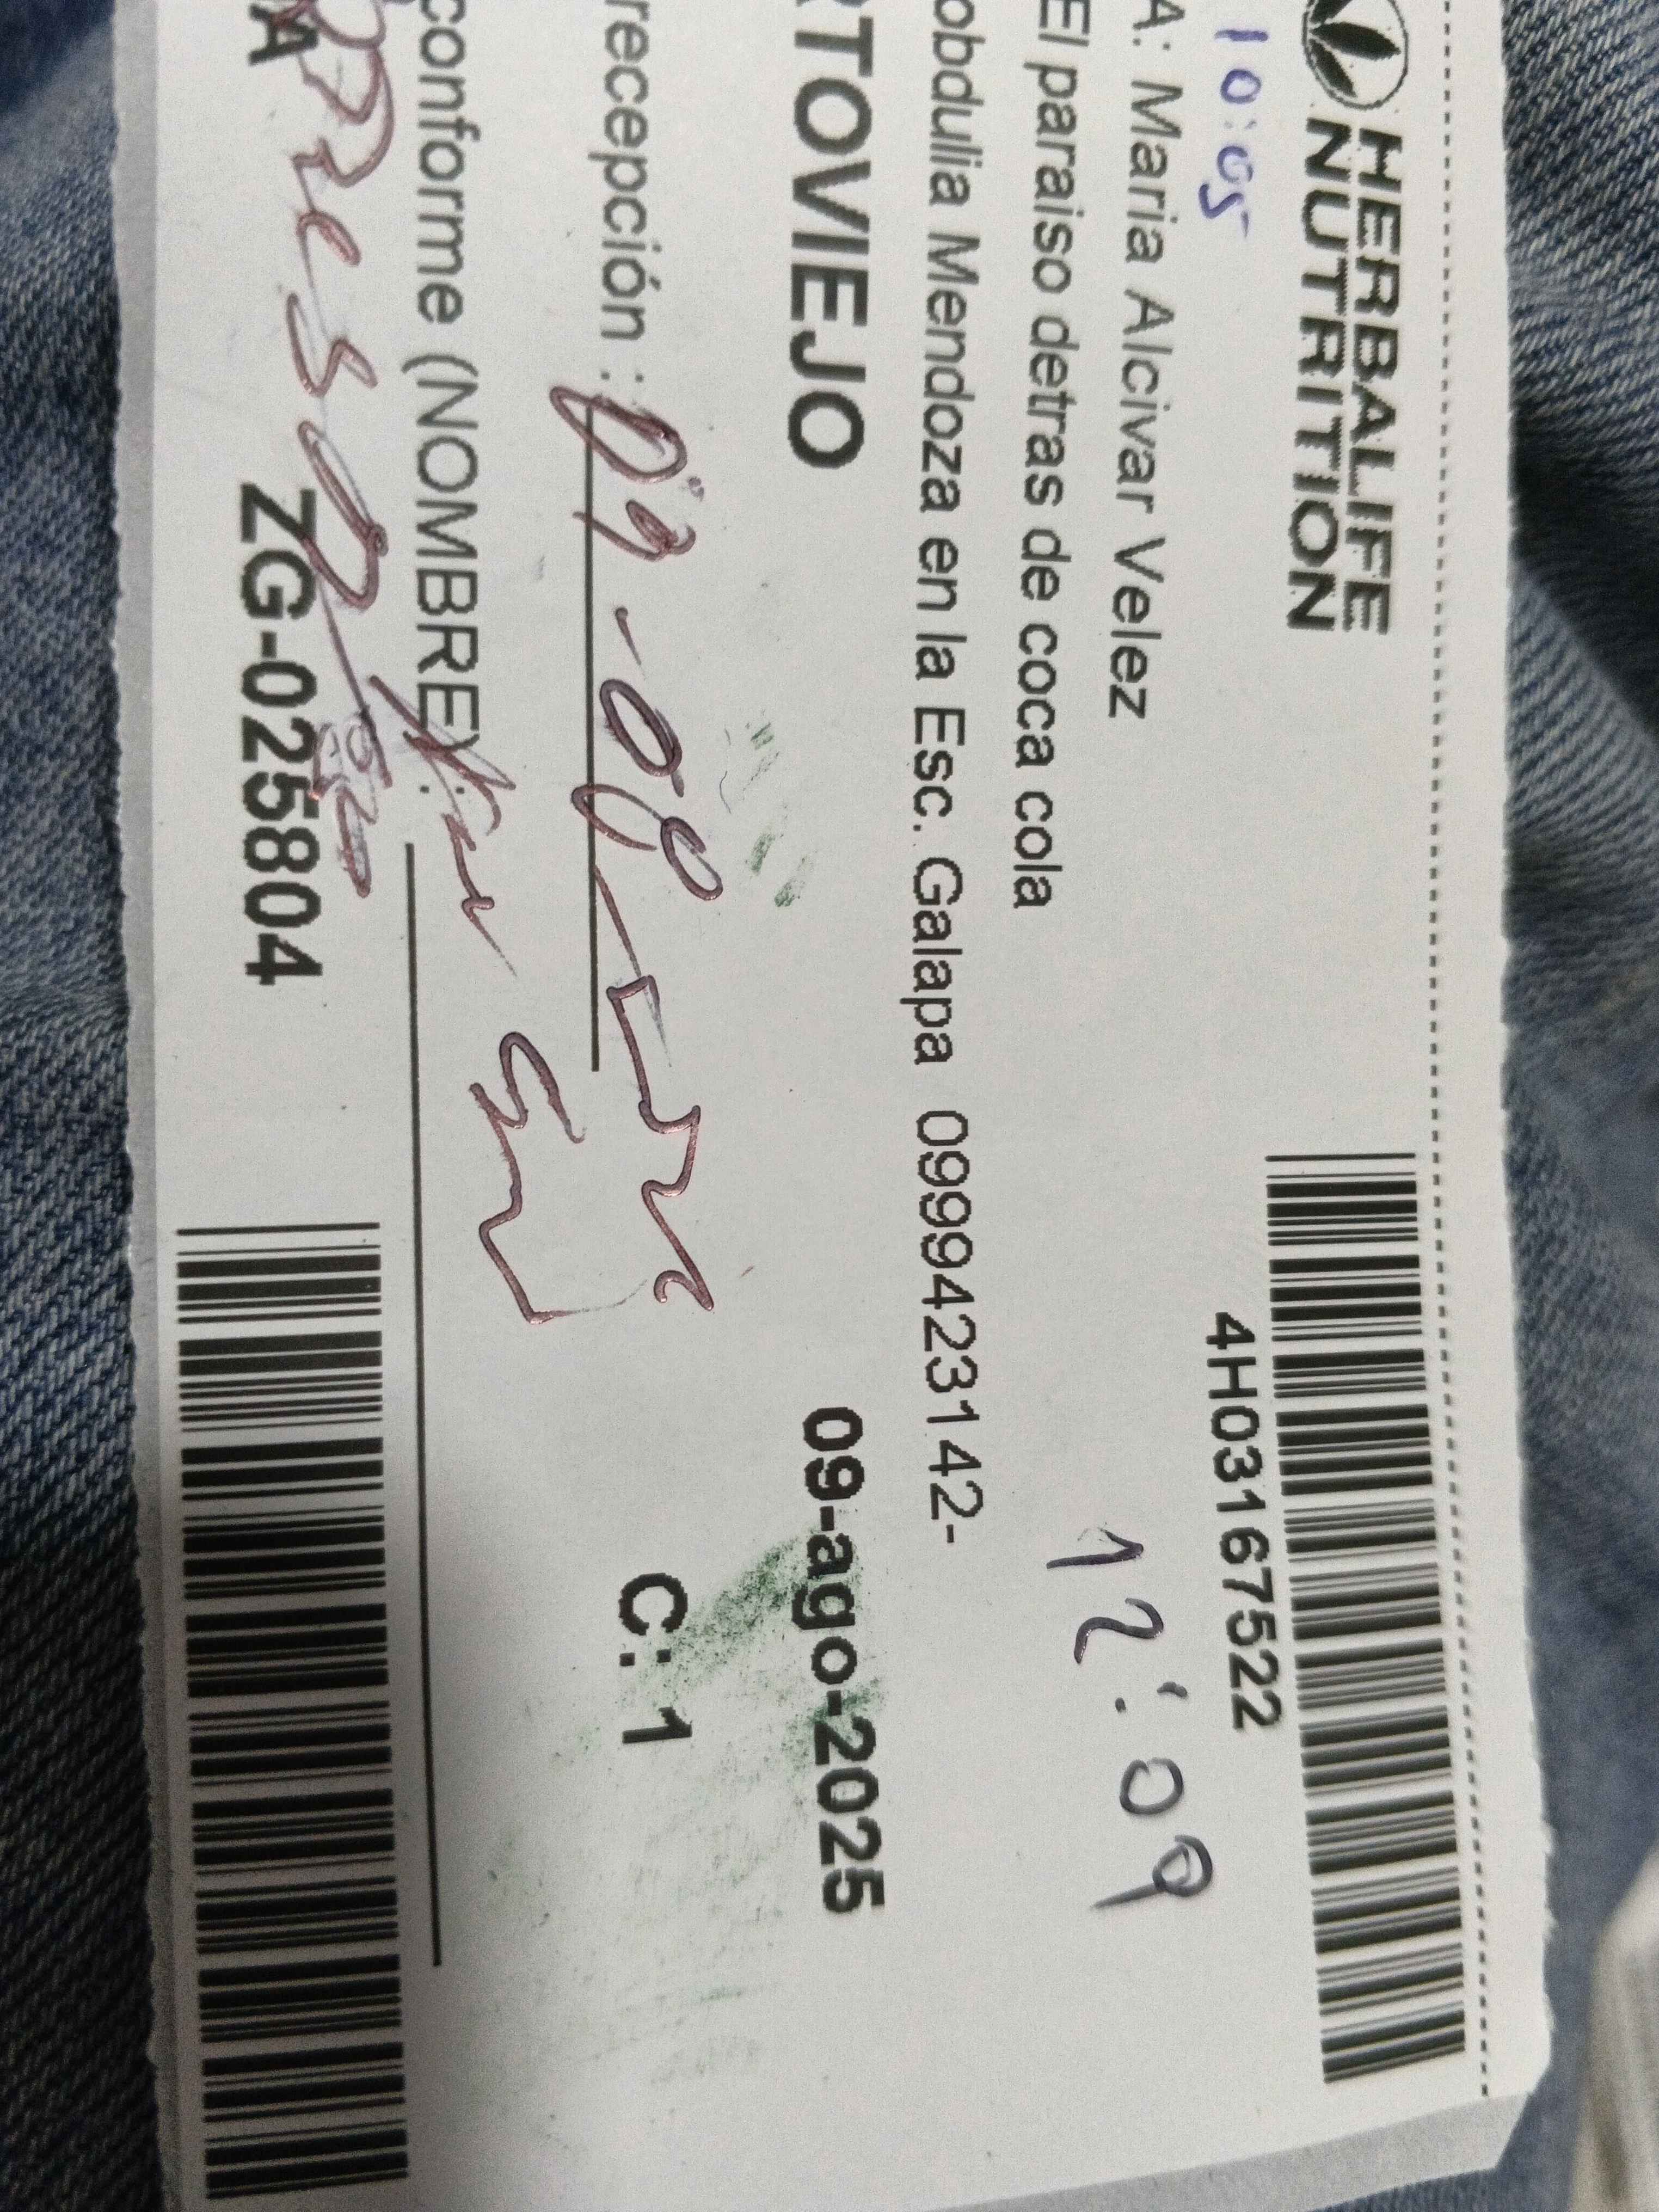 HERBALIFE
NUTRITION
4H03167522
10:05
A: Maria Alcivar Velez
12:09
El paraiso detras de coca cola
obdulia Mendoza en la Esc. Galapa 0999423142-
RTOVIEJO 09-ago-2025
recepción : 09-08- C: 1
conforme (NOMBRE):
A ZG-025804